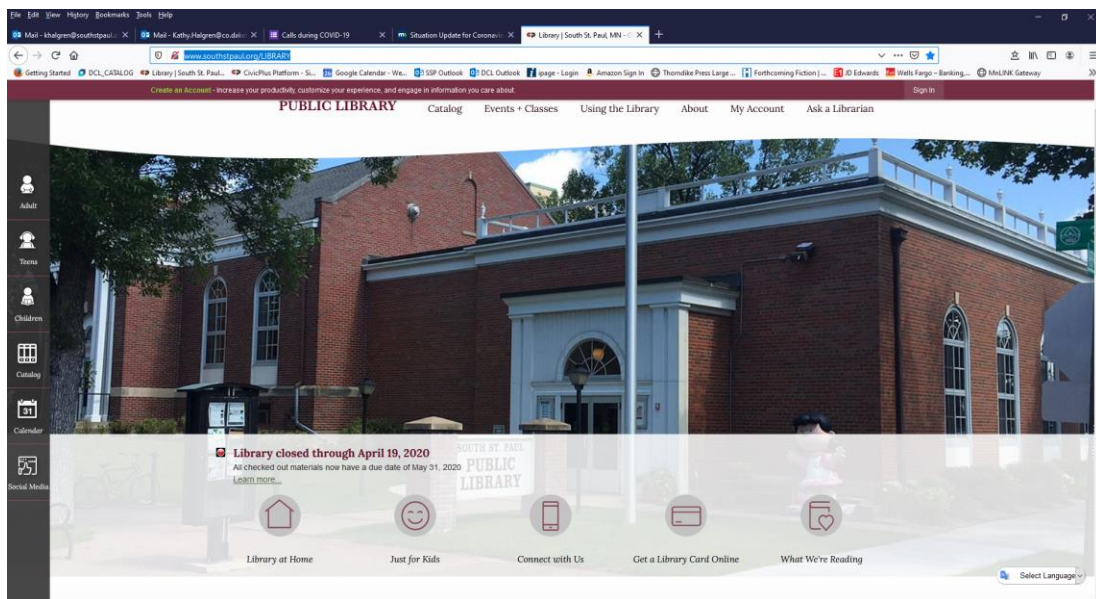 File Edit View History Bookmarks Tools Help
Mail - khalgren@southstpaul.c
Mail - Kathy.Halgren@co.dako
Calls during COVID-19
Situation Update for Coronavir
Library | South St. Paul, MN - O
www.southstpaul.org/LIBRARY
Getting Started DCL_CATALOG Library | South St. Paul... CivicPlus Platform - Si... Google Calendar - We... SSP Outlook DCL Outlook ipage - Login Amazon Sign In Thorndike Press Large ... Forthcoming Fiction | ... JD Edwards Wells Fargo – Banking,... MnLINK Gateway
Create an Account - Increase your productivity, customize your experience, and engage in information you care about.
Sign In
PUBLIC LIBRARY
Catalog Events + Classes Using the Library About My Account Ask a Librarian
Adult
Teens
Children
Catalog
31
Calendar
Social Media
SOUTH ST. PAUL
PUBLIC
LIBRARY
Library closed through April 19, 2020
All checked out materials now have a due date of May 31, 2020
Learn more...
Library at Home
Just for Kids
Connect with Us
Get a Library Card Online
What We're Reading
Select Language